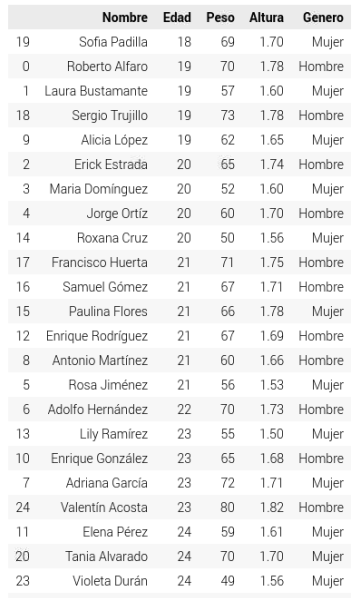 Nombre Edad Peso Altura Genero
19 Sofia Padilla 18 69 1.70 Mujer
0 Roberto Alfaro 19 70 1.78 Hombre
1 Laura Bustamante 19 57 1.60 Mujer
18 Sergio Trujillo 19 73 1.78 Hombre
9 Alicia López 19 62 1.65 Mujer
2 Erick Estrada 20 65 1.74 Hombre
3 Maria Domínguez 20 52 1.60 Mujer
4 Jorge Ortíz 20 60 1.70 Hombre
14 Roxana Cruz 20 50 1.56 Mujer
17 Francisco Huerta 21 71 1.75 Hombre
16 Samuel Gómez 21 67 1.71 Hombre
15 Paulina Flores 21 66 1.78 Mujer
12 Enrique Rodríguez 21 67 1.69 Hombre
8 Antonio Martínez 21 60 1.66 Hombre
5 Rosa Jiménez 21 56 1.53 Mujer
6 Adolfo Hernández 22 70 1.73 Hombre
13 Lily Ramírez 23 55 1.50 Mujer
10 Enrique González 23 65 1.68 Hombre
7 Adriana García 23 72 1.71 Mujer
24 Valentín Acosta 23 80 1.82 Hombre
11 Elena Pérez 24 59 1.61 Mujer
20 Tania Alvarado 24 70 1.70 Mujer
23 Violeta Durán 24 49 1.56 Mujer